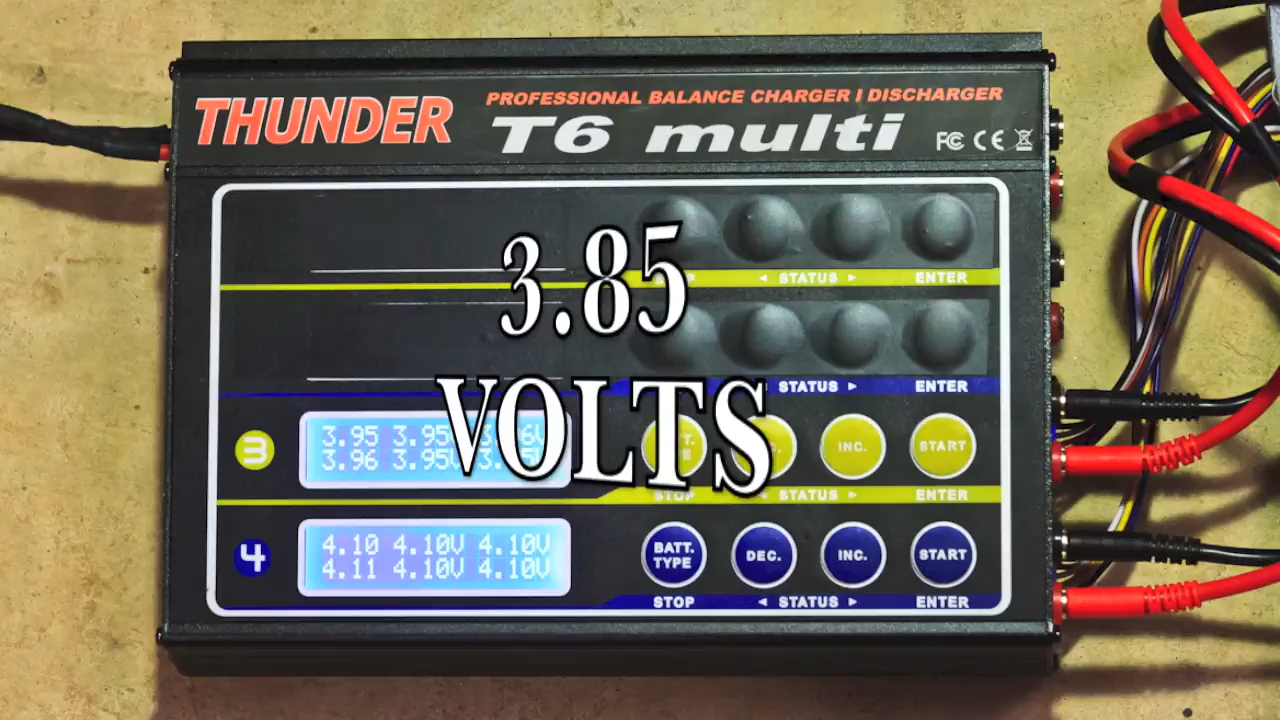 THUNDER
PROFESSIONAL BALANCE CHARGER / DISCHARGER
T6 multi
FC CE
3.85
VOLTS
◄ STATUS ► ENTER
◄ STATUS ► ENTER
3
3.95 3.95
3.96 3.95V
INC. START
STOP ◄ STATUS ► ENTER
4
4.10 4.10V 4.10V
4.11 4.10V 4.10V
BATT. TYPE DEC. INC. START
STOP ◄ STATUS ► ENTER